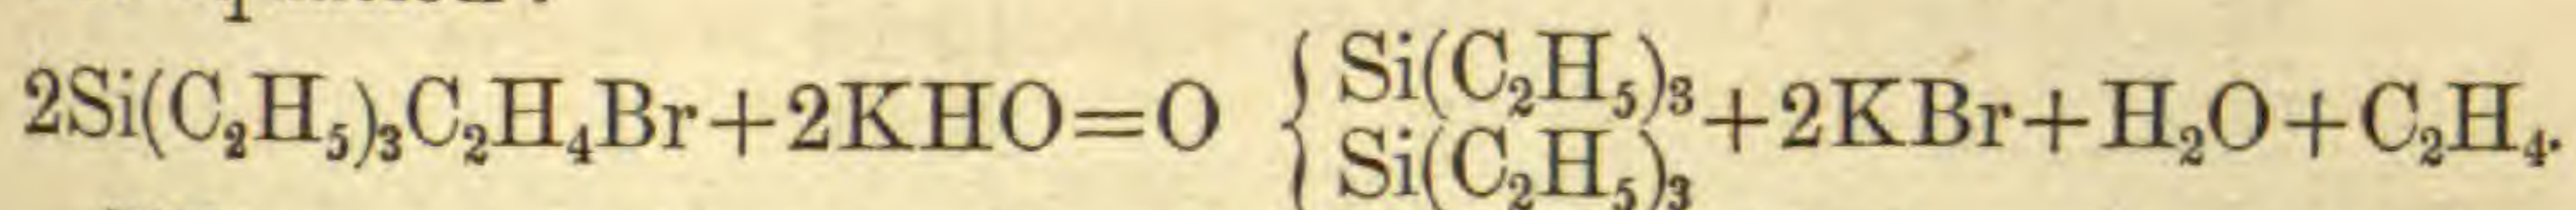 2Si(C₂H₅)₃C₂H₄Br+2KHO=O { Si(C₂H₅)₃ Si(C₂H₅)₃ +2KBr+H₂O+C₂H₄.